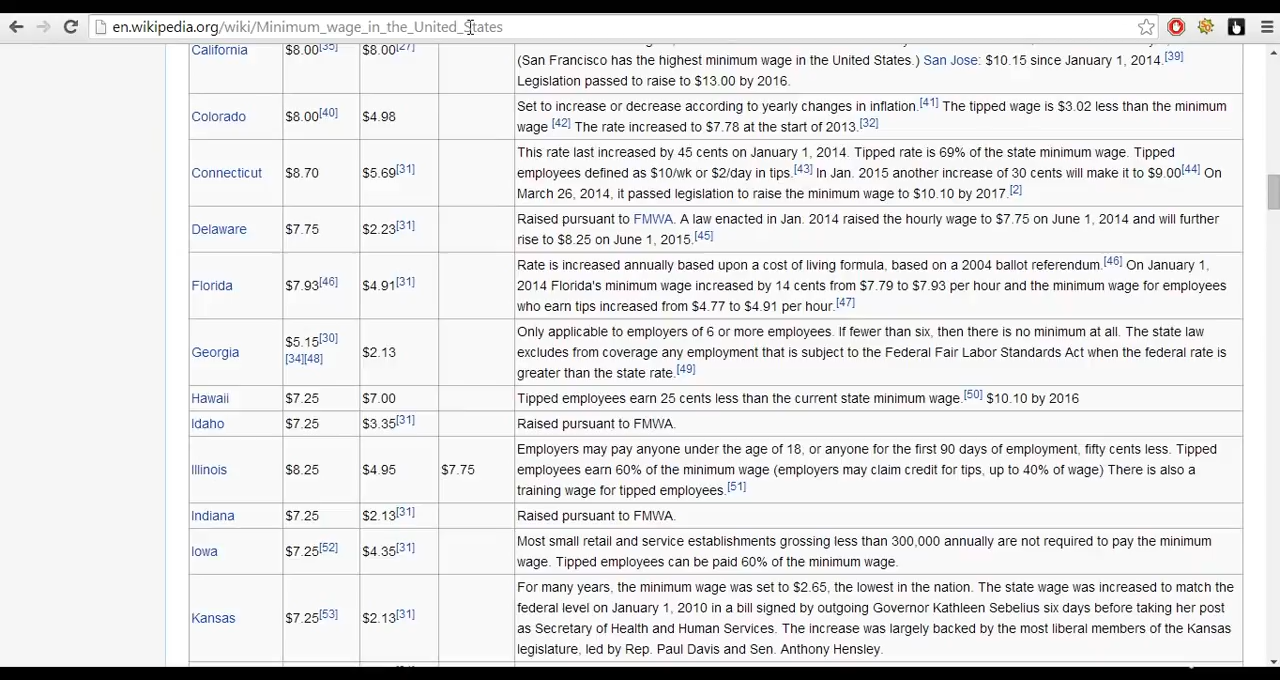 en.wikipedia.org/wiki/Minimum_wage_in_the_United_States
California $8.00[35] $8.00[27]
(San Francisco has the highest minimum wage in the United States.) San Jose: $10.15 since January 1, 2014.[39]
Legislation passed to raise to $13.00 by 2016.
Colorado $8.00[40] $4.98
Set to increase or decrease according to yearly changes in inflation.[41] The tipped wage is $3.02 less than the minimum
wage [42] The rate increased to $7.78 at the start of 2013.[32]
Connecticut $8.70 $5.69[31]
This rate last increased by 45 cents on January 1, 2014. Tipped rate is 69% of the state minimum wage. Tipped
employees defined as $10/wk or $2/day in tips.[43] In Jan. 2015 another increase of 30 cents will make it to $9.00[44] On
March 26, 2014, it passed legislation to raise the minimum wage to $10.10 by 2017.[2]
Delaware $7.75 $2.23[31]
Raised pursuant to FMWA. A law enacted in Jan. 2014 raised the hourly wage to $7.75 on June 1, 2014 and will further
rise to $8.25 on June 1, 2015.[45]
Florida $7.93[46] $4.91[31]
Rate is increased annually based upon a cost of living formula, based on a 2004 ballot referendum.[46] On January 1,
2014 Florida's minimum wage increased by 14 cents from $7.79 to $7.93 per hour and the minimum wage for employees
who earn tips increased from $4.77 to $4.91 per hour.[47]
Georgia $5.15[30] $2.13
[34][48]
Only applicable to employers of 6 or more employees. If fewer than six, then there is no minimum at all. The state law
excludes from coverage any employment that is subject to the Federal Fair Labor Standards Act when the federal rate is
greater than the state rate.[49]
Hawaii $7.25 $7.00 Tipped employees earn 25 cents less than the current state minimum wage.[50] $10.10 by 2016
Idaho $7.25 $3.35[31] Raised pursuant to FMWA.
Illinois $8.25 $4.95 $7.75
Employers may pay anyone under the age of 18, or anyone for the first 90 days of employment, fifty cents less. Tipped
employees earn 60% of the minimum wage (employers may claim credit for tips, up to 40% of wage) There is also a
training wage for tipped employees.[51]
Indiana $7.25 $2.13[31] Raised pursuant to FMWA.
Iowa $7.25[52] $4.35[31]
Most small retail and service establishments grossing less than 300,000 annually are not required to pay the minimum
wage. Tipped employees can be paid 60% of the minimum wage.
Kansas $7.25[53] $2.13[31]
For many years, the minimum wage was set to $2.65, the lowest in the nation. The state wage was increased to match the
federal level on January 1, 2010 in a bill signed by outgoing Governor Kathleen Sebelius six days before taking her post
as Secretary of Health and Human Services. The increase was largely backed by the most liberal members of the Kansas
legislature, led by Rep. Paul Davis and Sen. Anthony Hensley.